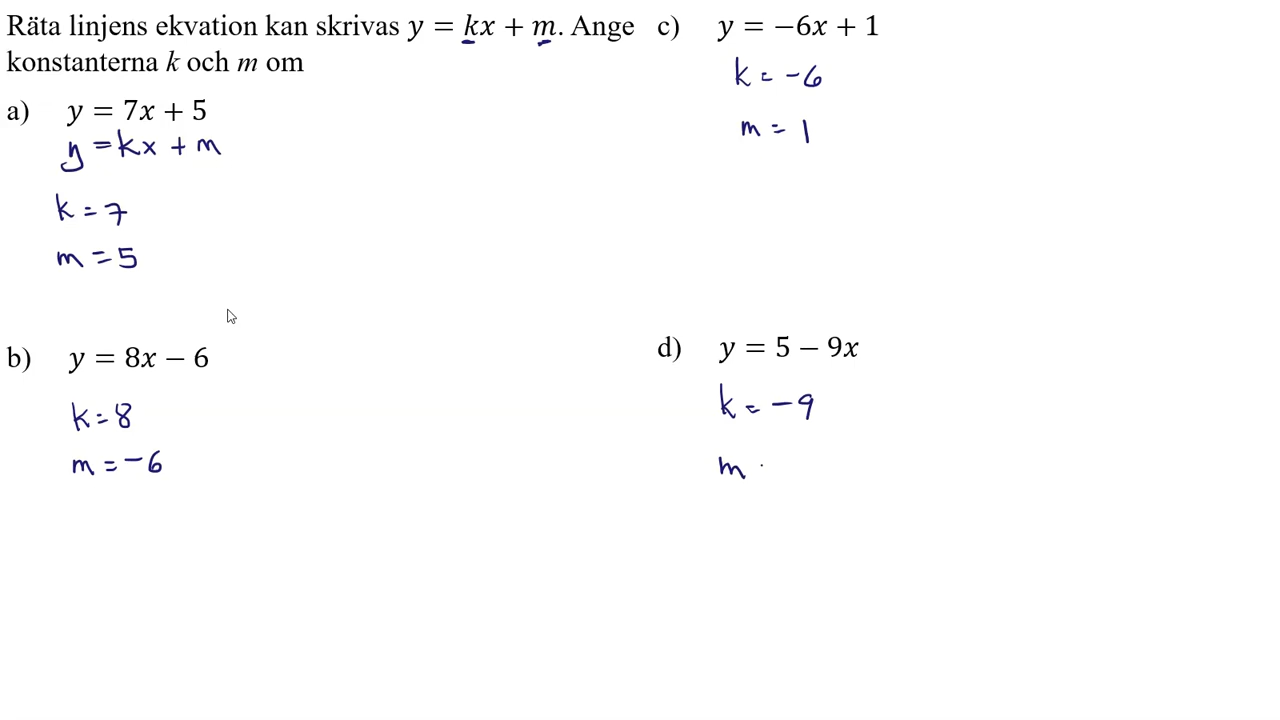 Räta linjens ekvation kan skrivas y = kx + m. Ange
konstanterna k och m om
a) y = 7x + 5
y = kx + m
k = 7
m = 5
b) y = 8x − 6
k = 8
m = −6
c) y = −6x + 1
k = −6
m = 1
d) y = 5 − 9x
k = −9
m